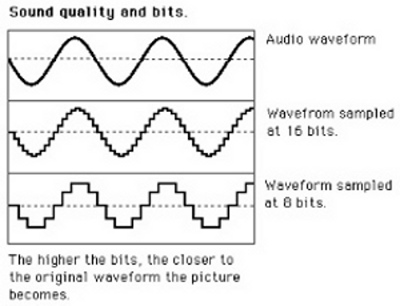 Sound quality and bits.
Audio waveform
Wavefrom sampled
at 16 bits.
Waveform sampled
at 8 bits.
The higher the bits, the closer to
the original waveform the picture
becomes.